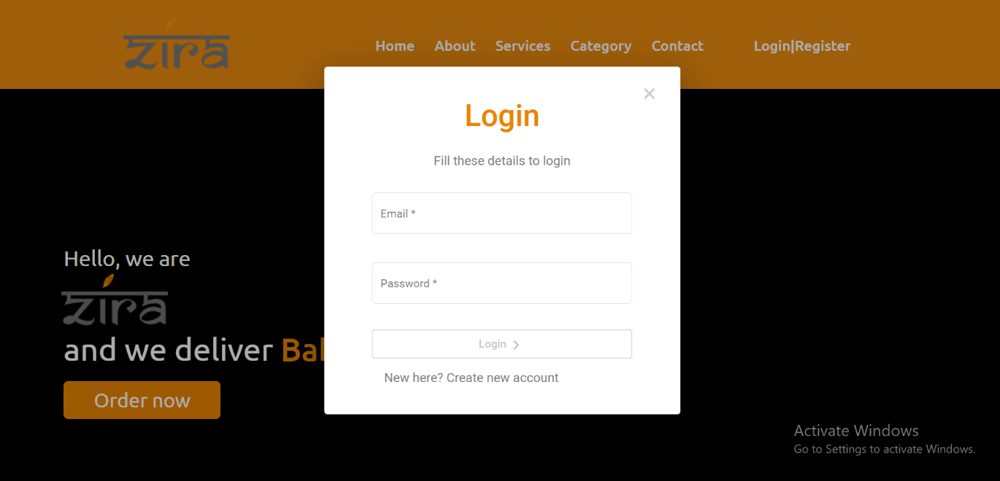 zira
Home About Services Category Contact Login|Register
Login
Fill these details to login
Email *
Password *
Login
New here? Create new account
Hello, we are
zira
and we deliver
Order now
Activate Windows
Go to Settings to activate Windows.